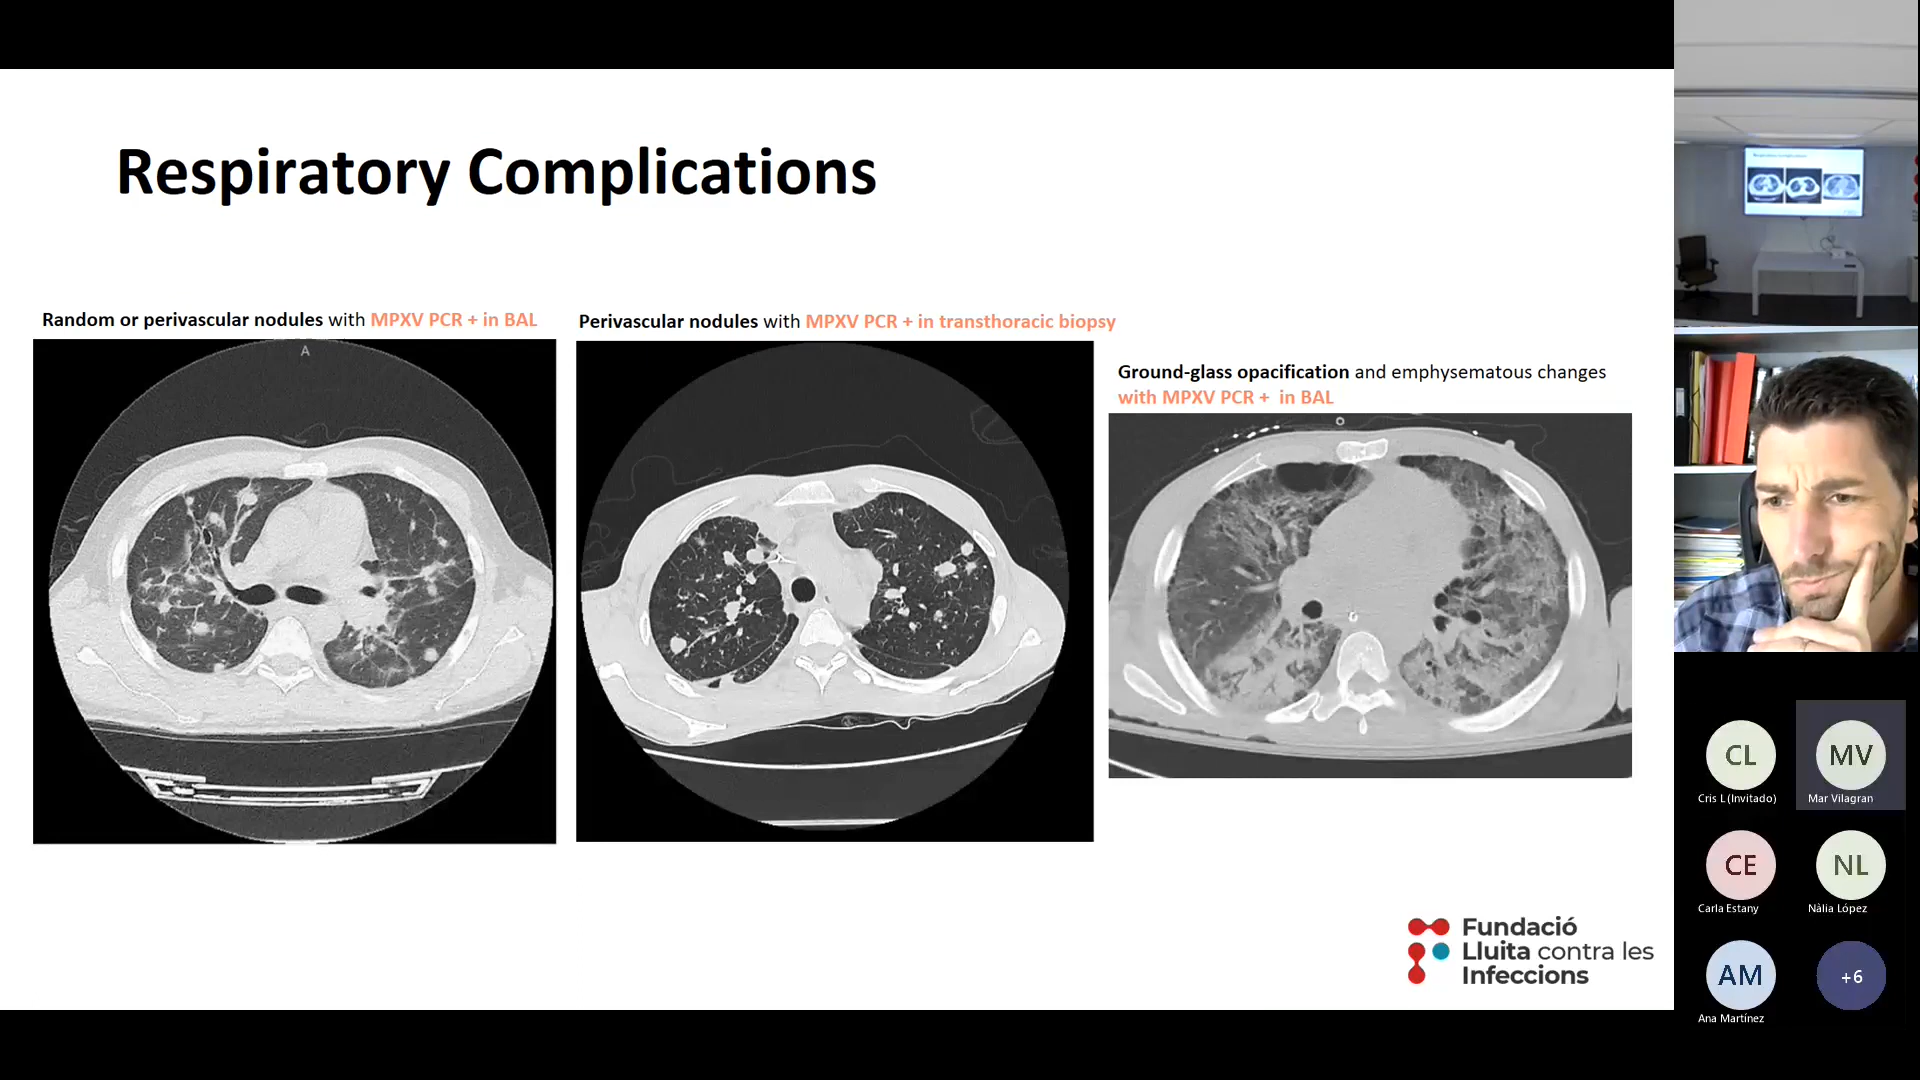 Respiratory Complications
Random or perivascular nodules with MPXV PCR + in BAL
Perivascular nodules with MPXV PCR + in transthoracic biopsy
Ground-glass opacification and emphysematous changes
with MPXV PCR + in BAL
A
Fundació
Lluita contra les
Infeccions
CL
Cris L (Invitado)
MV
Mar Vilagran
CE
Carla Estany
NL
Nàlia López
AM
Ana Martínez
+6